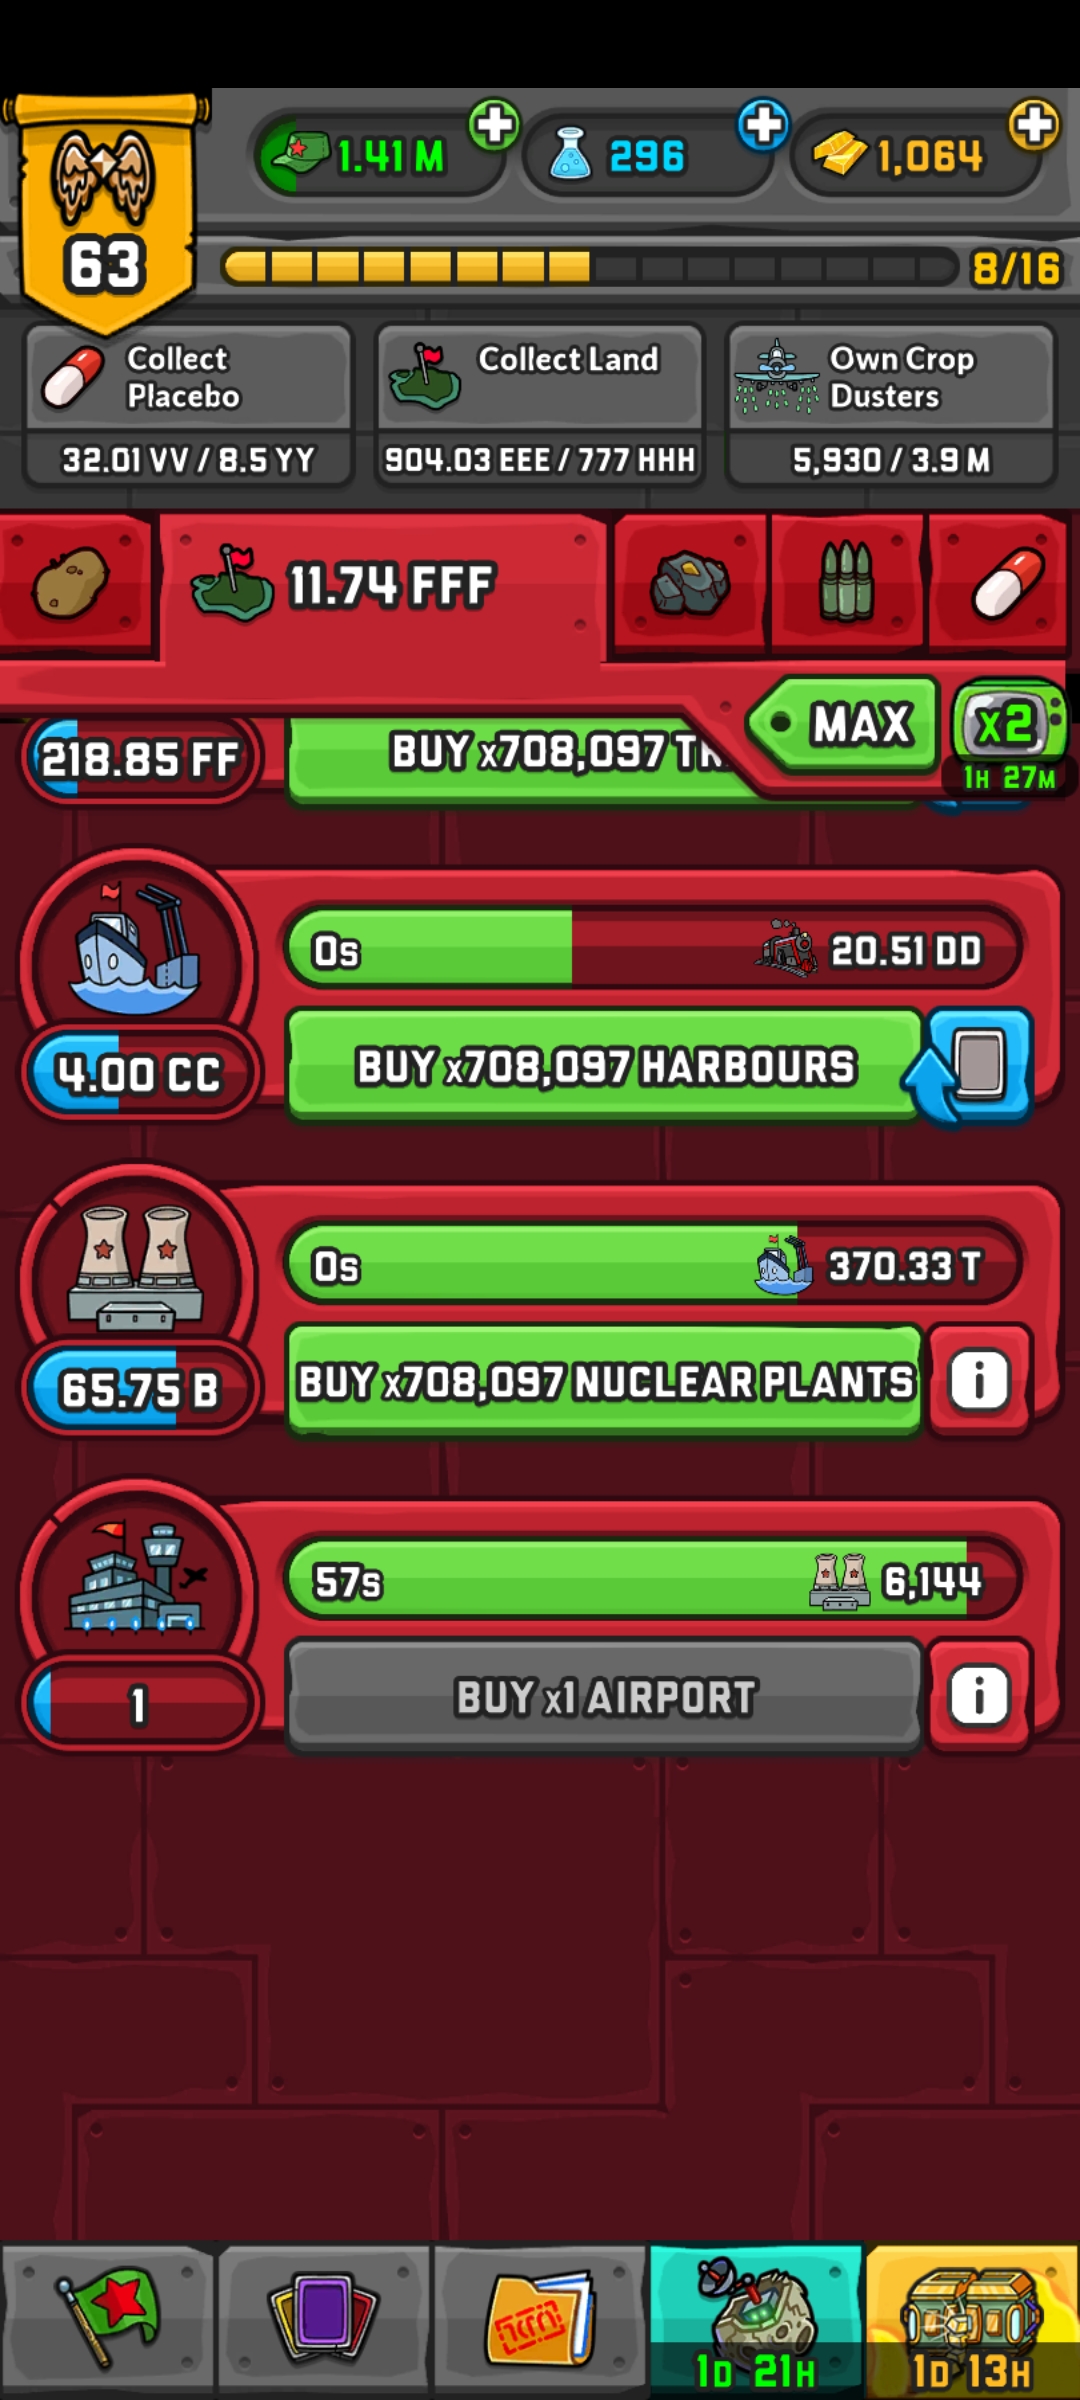 1.41 M
296
1,064
63
8/16
Collect
Placebo
32.01 VV / 8.5 YY
Collect Land
904.03 EEE / 777 HHH
Own Crop
Dusters
5,930 / 3.9 M
11.74 FFF
MAX
x2
1H 27M
218.85 FF
BUY x708,097
0s
20.51 DD
4.00 CC
BUY x708,097 HARBOURS
0s
370.33 T
65.75 B
BUY x708,097 NUCLEAR PLANTS
i
57s
6,144
1
BUY x1 AIRPORT
i
1D 21H
1D 13H